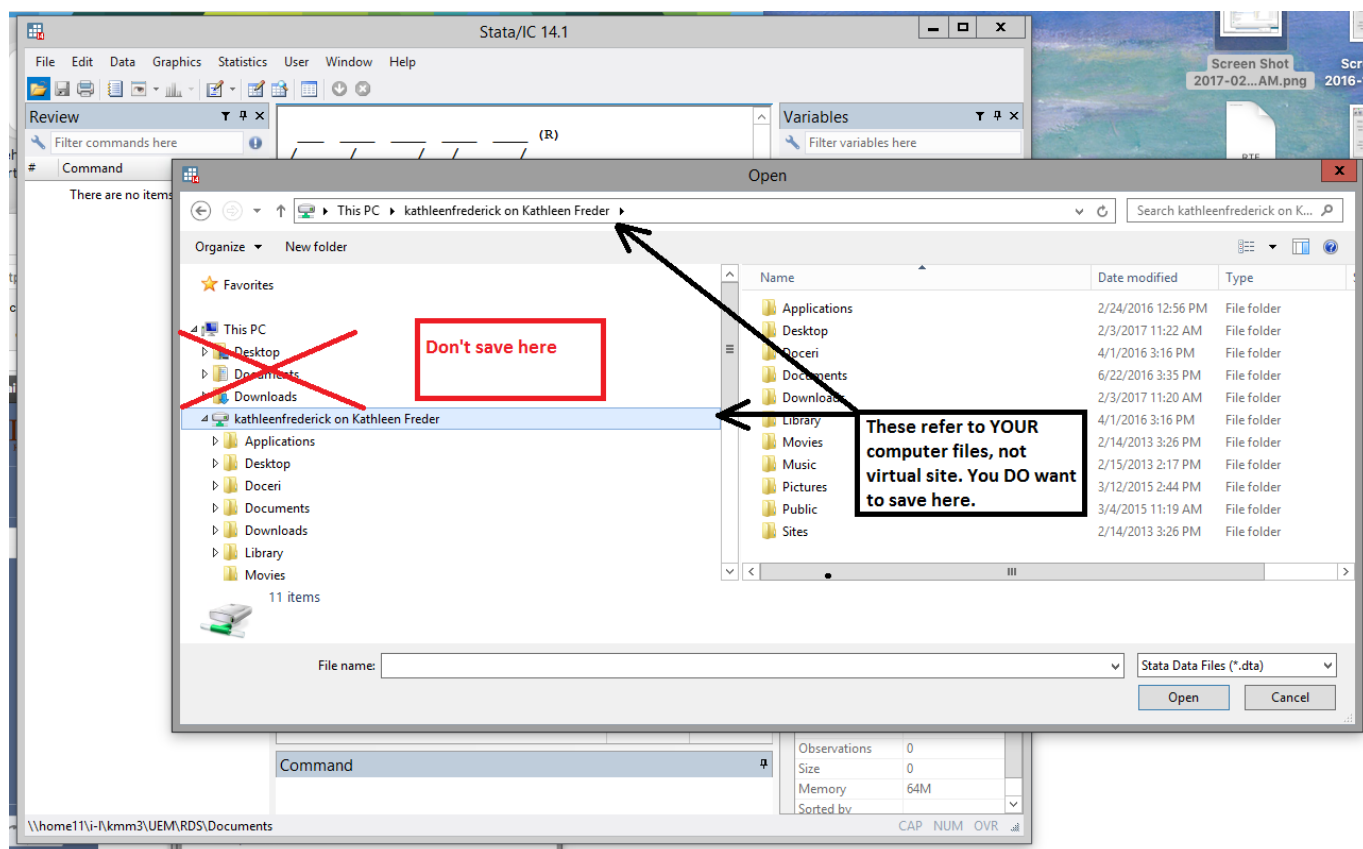 Stata/IC 14.1
File Edit Data Graphics Statistics User Window Help
Screen Shot
2017-02...AM.png
2016-
Review
Variables
Filter commands here
(R)
Filter variables here
# Command
There are no items
Open
This PC kathleenfrederick on Kathleen Freder
Search kathleenfrederick on K...
Organize New folder
Favorites
This PC
Desktop
Documents
Downloads
kathleenfrederick on Kathleen Freder
Applications
Desktop
Doceri
Documents
Downloads
Library
Movies
11 items
Don't save here
Name Date modified Type
Applications 2/24/2016 12:56 PM File folder
Desktop 2/3/2017 11:22 AM File folder
Doceri 4/1/2016 3:16 PM File folder
Documents 6/22/2016 3:35 PM File folder
Downloads 2/3/2017 11:20 AM File folder
Library 4/1/2016 3:16 PM File folder
Movies 2/14/2013 3:26 PM File folder
Music 2/15/2013 2:17 PM File folder
Pictures 3/12/2015 2:44 PM File folder
Public 3/4/2015 11:19 AM File folder
Sites 2/14/2013 3:26 PM File folder
These refer to YOUR
computer files, not
virtual site. You DO want
to save here.
File name:
Stata Data Files (*.dta)
Open Cancel
Command
Observations 0
Size 0
Memory 64M
Sorted by
\\home11\i-l\kmm3\UEM\RDS\Documents
CAP NUM OVR